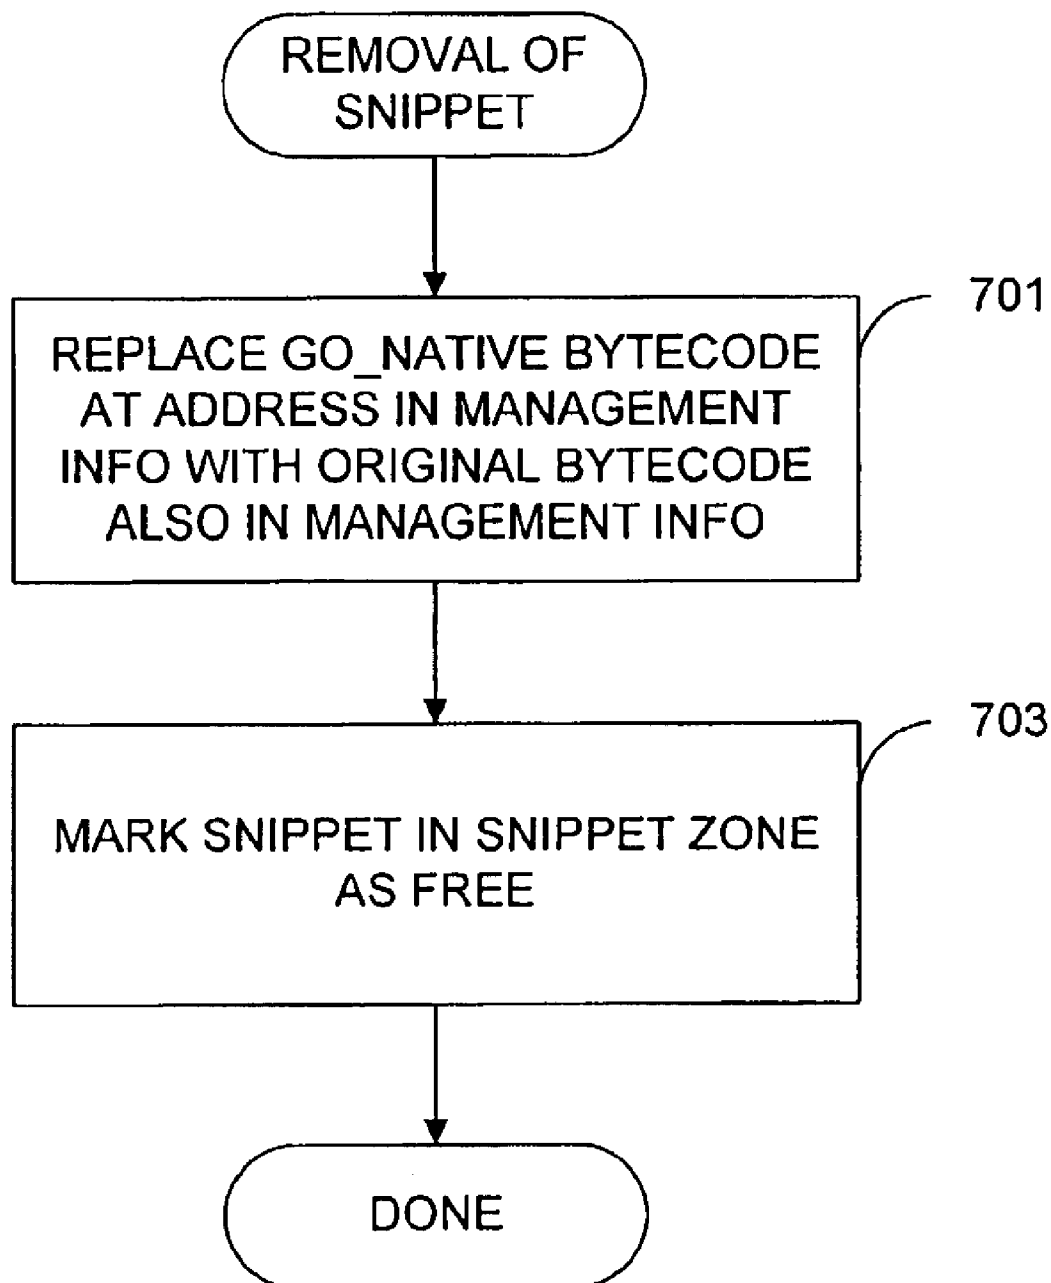 REMOVAL OF
SNIPPET
701
REPLACE GO_NATIVE BYTECODE
AT ADDRESS IN MANAGEMENT
INFO WITH ORIGINAL BYTECODE
ALSO IN MANAGEMENT INFO
703
MARK SNIPPET IN SNIPPET ZONE
AS FREE
DONE